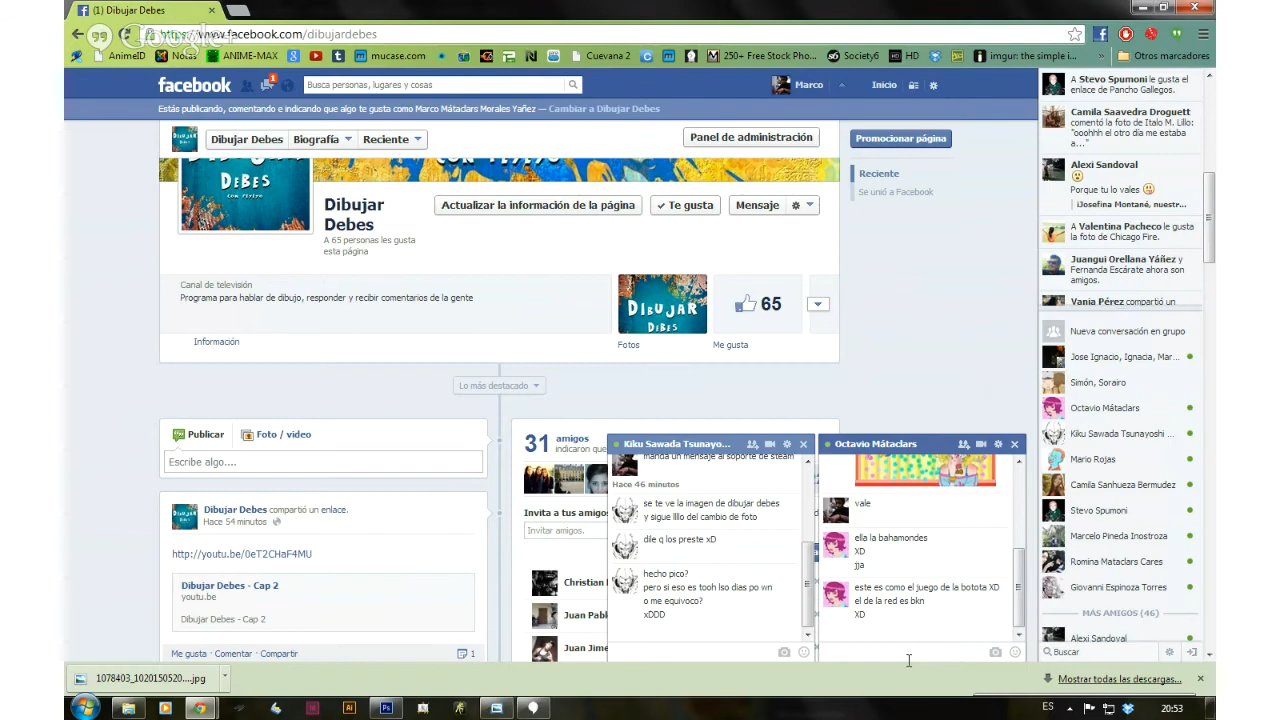 (1) Dibujar Debes
https://www.facebook.com/dibujardebes
Google+
AnimeID
Notas
ANIME-MAX
mucase.com
Cuevana 2
250+ Free Stock Pho...
Society6
HD
imgur: the simple i...
Otros marcadores
facebook
1
Busca personas, lugares y cosas
Marco
Inicio
Estás publicando, comentando e indicando que algo te gusta como Marco Mátaclars Morales Yañez — Cambiar a Dibujar Debes
Dibujar Debes
Biografía
Reciente
Panel de administración
Promocionar página
Reciente
Se unió a Facebook
DEBES
CON VIVIVO
Dibujar
Debes
A 65 personas les gusta
esta página
Actualizar la información de la página
Te gusta
Mensaje
Canal de televisión
Programa para hablar de dibujo, responder y recibir comentarios de la gente
Información
DIBUJAR
DEBES
Fotos
65
Me gusta
Lo más destacado
Publicar
Foto / video
Escribe algo....
Dibujar Debes compartió un enlace.
Hace 54 minutos
http://youtu.be/0eT2CHaF4MU
Dibujar Debes - Cap 2
youtu.be
Dibujar Debes - Cap 2
Me gusta · Comentar · Compartir
1
31 amigos
indicaron que
Invita a tus amigo
Invitar amigos.
Christian
Juan Pabl
Juan Jime
Kiku Sawada Tsunayo...
manda un mensaje al soporte de steam
Hace 46 minutos
se te ve la imagen de dibujar debes
y sigue lllo del cambio de foto
dile q los preste xD
hecho pico?
pero si eso es tooh lso dias po wn
o me equivoco?
xDDD
Octavio Mátaclars
vale
ella la bahamondes
XD
jja
este es como el juego de la botota XD
el de la red es bkn
XD
A Stevo Spumoni le gusta el
enlace de Pancho Gallegos.
Camila Saavedra Droguett
comentó la foto de Italo M. Lillo:
"ooohhh el otro día me estaba
a..."
Alexi Sandoval
Porque tu lo vales
Josefina Montané, nuestr...
A Valentina Pacheco le gusta
la foto de Chicago Fire.
Juangui Orellana Yáñez y
Fernanda Escárate ahora son
amigos.
Vania Pérez compartió un
Nueva conversación en grupo
Jose Ignacio, Ignacia, Mar...
Simón, Sorairo
Octavio Mátaclars
Kiku Sawada Tsunayoshi ...
Mario Rojas
Camila Sanhueza Bermudez
Stevo Spumoni
Marcelo Pineda Inostroza
Romina Mátaclars Cares
Giovanni Espinoza Torres
MÁS AMIGOS (46)
Alexi Sandoval
Buscar
1078403_1020150520....jpg
Mostrar todas las descargas...
ES
20:53